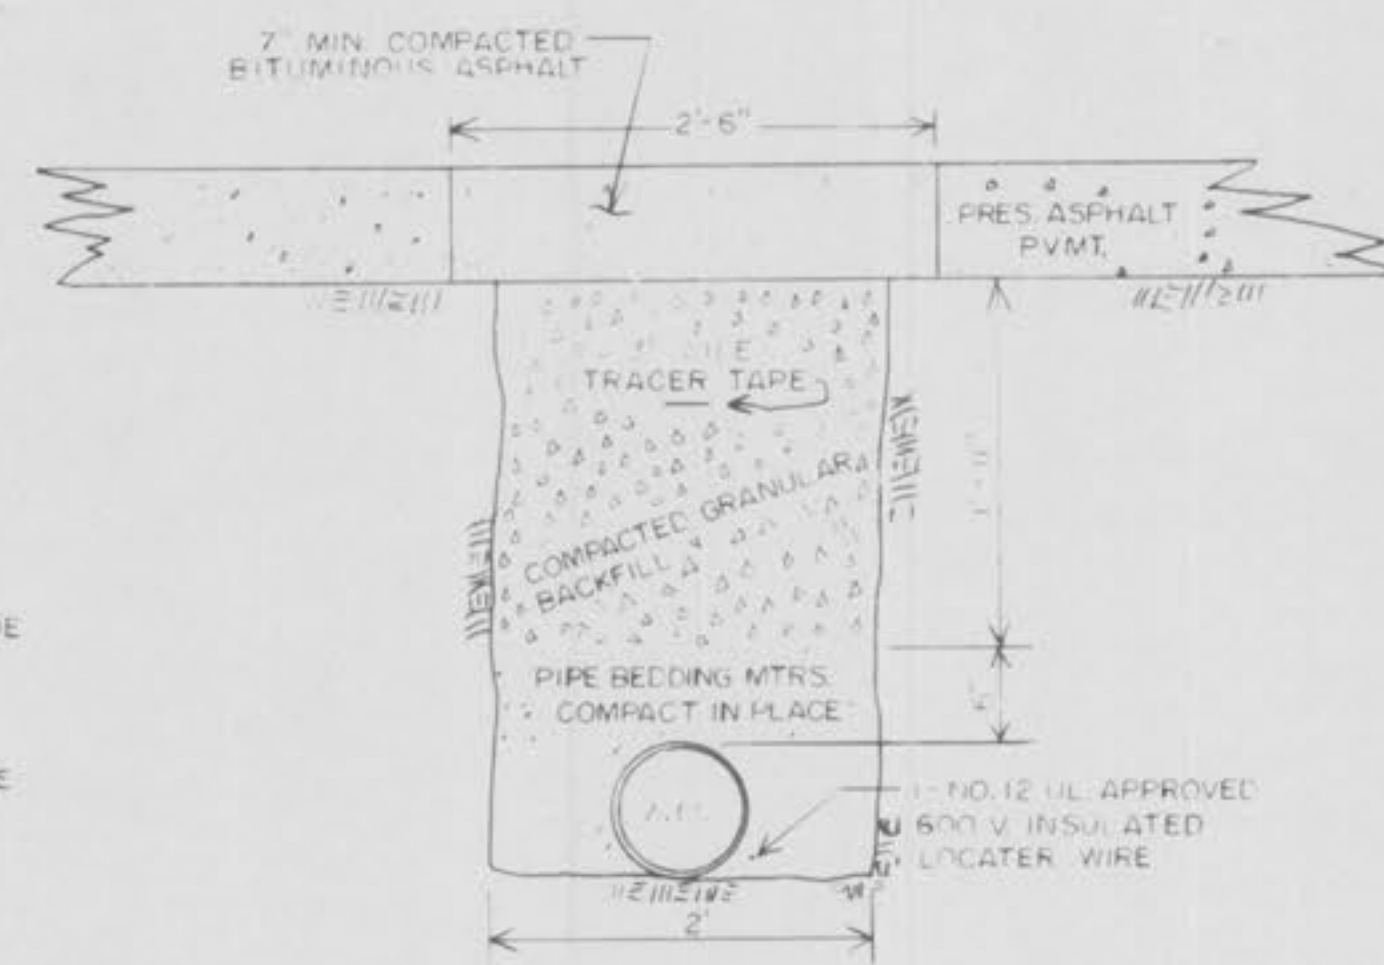 7" MIN. COMPACTED
BITUMINOUS ASPHALT
2'-6"
PRES. ASPHALT
PVMT.
TRACER TAPE
COMPACTED GRANULAR
BACKFILL
PIPE BEDDING MTRS.
COMPACT IN PLACE
1-NO. 12 UL APPROVED
600 V. INSULATED
LOCATER WIRE
2'